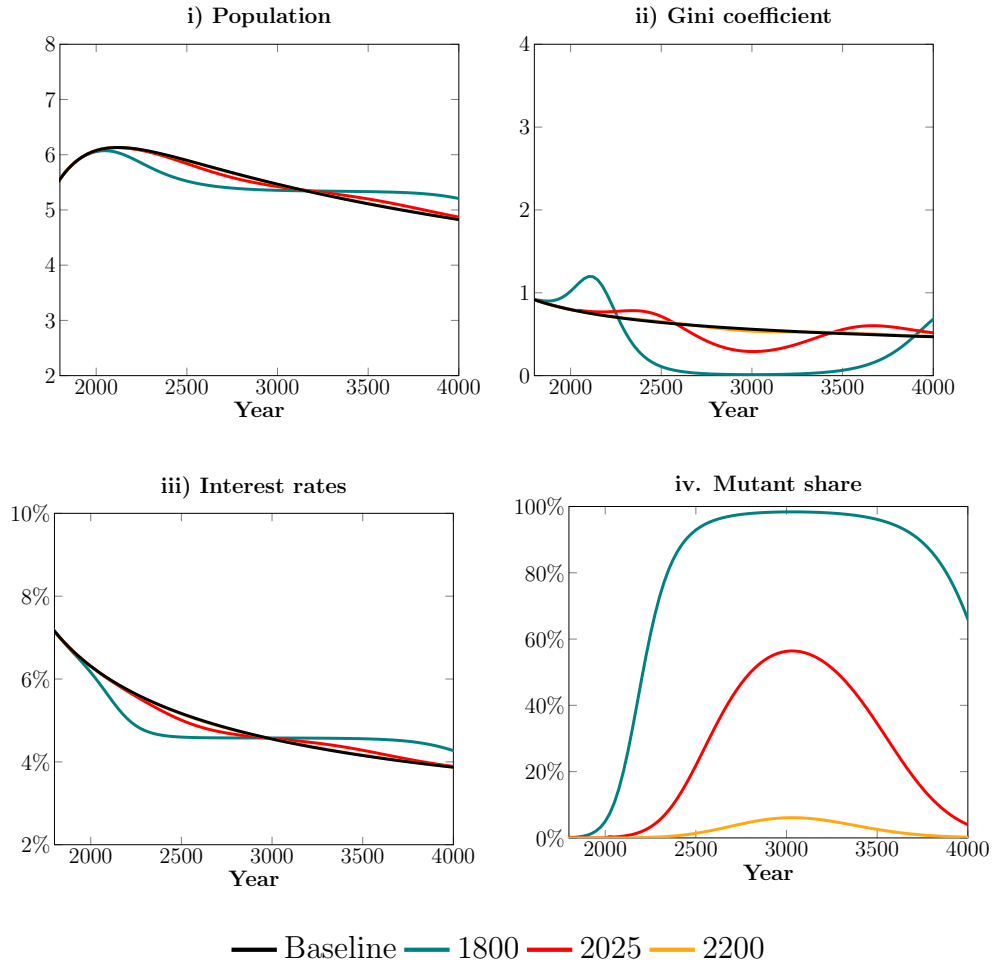 i) Population
8
7
6
5
4
3
2
2000 2500 3000 3500 4000
Year
ii) Gini coefficient
4
3
2
1
0
2000 2500 3000 3500 4000
Year
iii) Interest rates
10%
8%
6%
4%
2%
2000 2500 3000 3500 4000
Year
iv. Mutant share
100%
80%
60%
40%
20%
0%
2000 2500 3000 3500 4000
Year
Baseline 1800 2025 2200